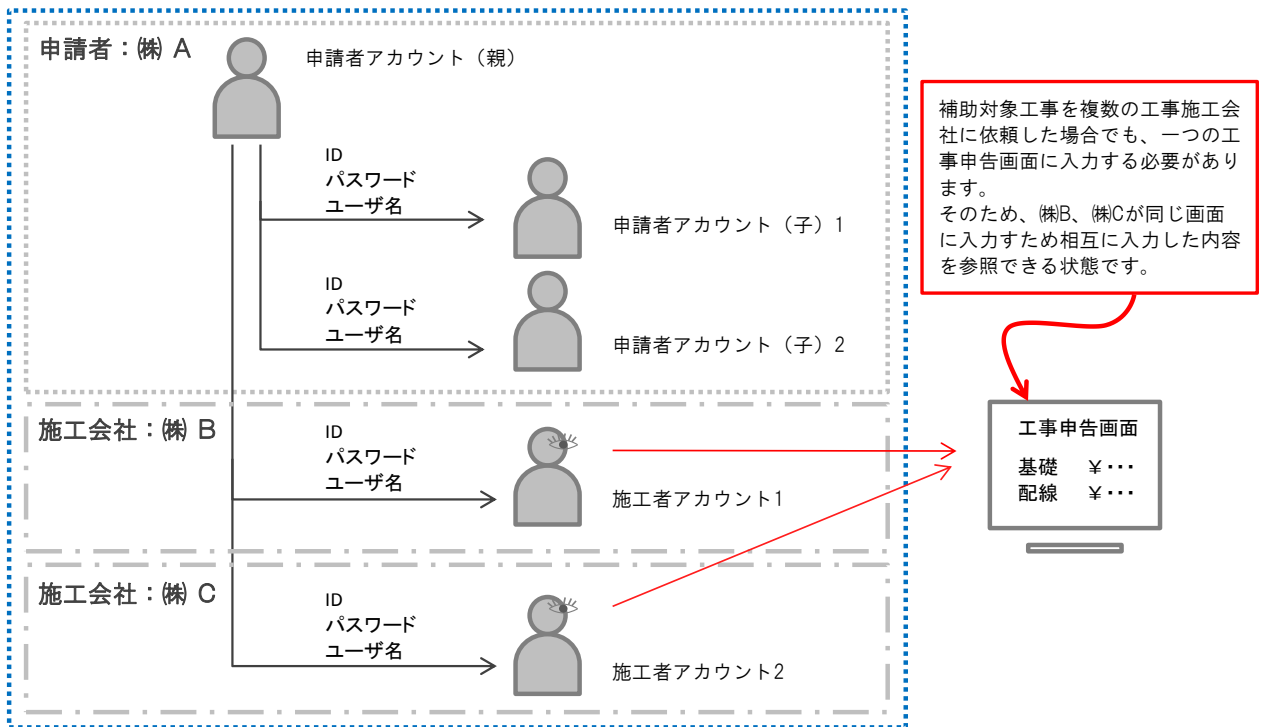 申請者：㈱ A
申請者アカウント（親）
ID
パスワード
ユーザ名
申請者アカウント（子）1
ID
パスワード
ユーザ名
申請者アカウント（子）2
施工会社：㈱ B
ID
パスワード
ユーザ名
施工者アカウント1
施工会社：㈱ C
ID
パスワード
ユーザ名
施工者アカウント2
補助対象工事を複数の工事施工会
社に依頼した場合でも、一つの工
事申告画面に入力する必要があり
ます。
そのため、㈱B、㈱Cが同じ画面
に入力すため相互に入力した内容
を参照できる状態です。
工事申告画面
基礎　￥･･･
配線　￥･･･